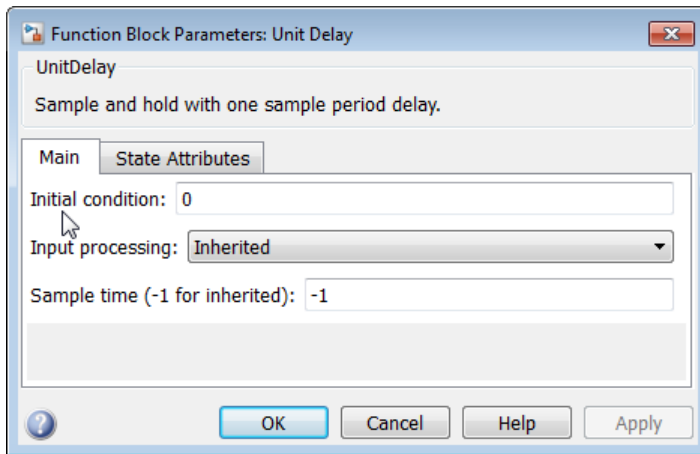 Function Block Parameters: Unit Delay
UnitDelay
Sample and hold with one sample period delay.
Main State Attributes
Initial condition: 0
Input processing: Inherited
Sample time (-1 for inherited): -1
? OK Cancel Help Apply